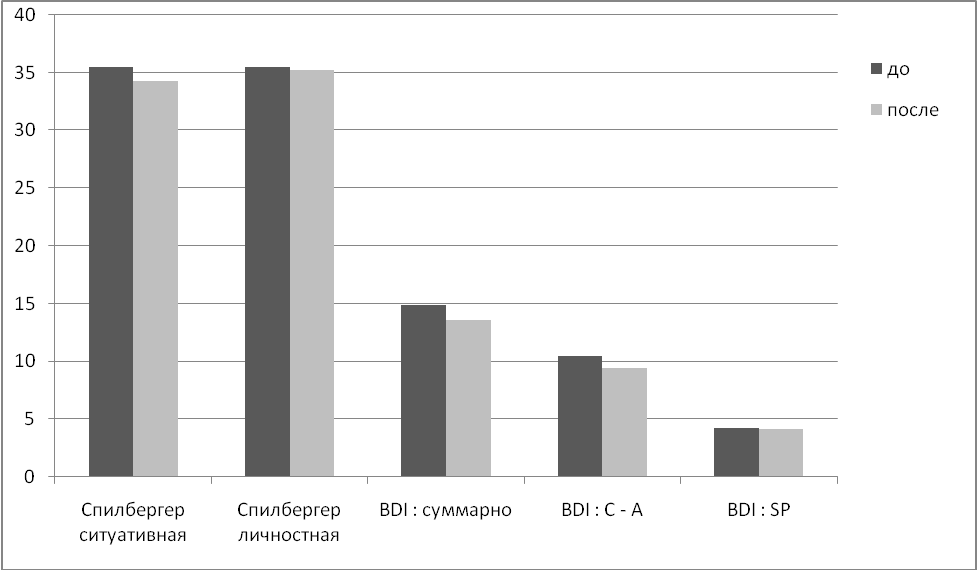 40
35
30
25
20
15
10
5
0
до
после
Спилбергер
ситуативная
Спилбергер
личностная
BDI : суммарно
BDI : C - A
BDI : SP